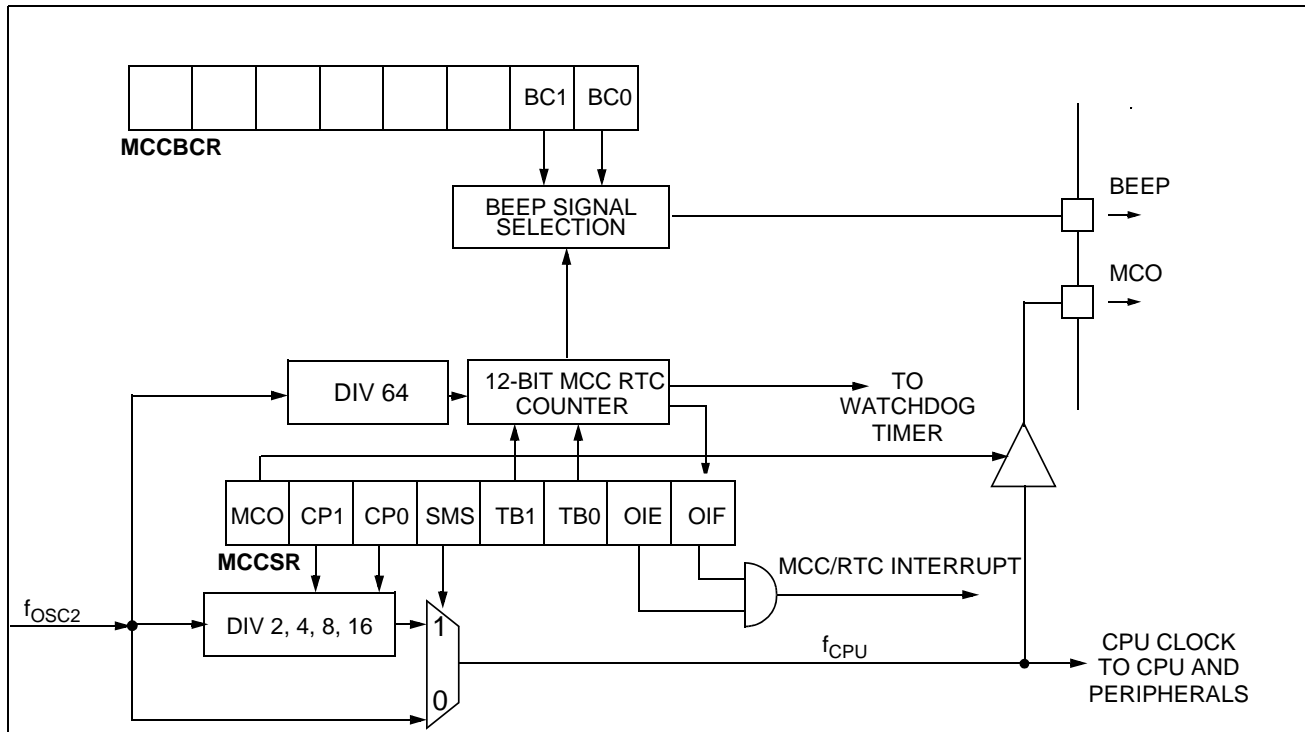 BC1 BC0
MCCBCR
BEEP SIGNAL
SELECTION
BEEP
MCO
DIV 64
12-BIT MCC RTC
COUNTER
TO
WATCHDOG
TIMER
MCO CP1 CP0 SMS TB1 TB0 OIE OIF
MCCSR
MCC/RTC INTERRUPT
fOSC2
DIV 2, 4, 8, 16
1
0
fCPU
CPU CLOCK
TO CPU AND
PERIPHERALS